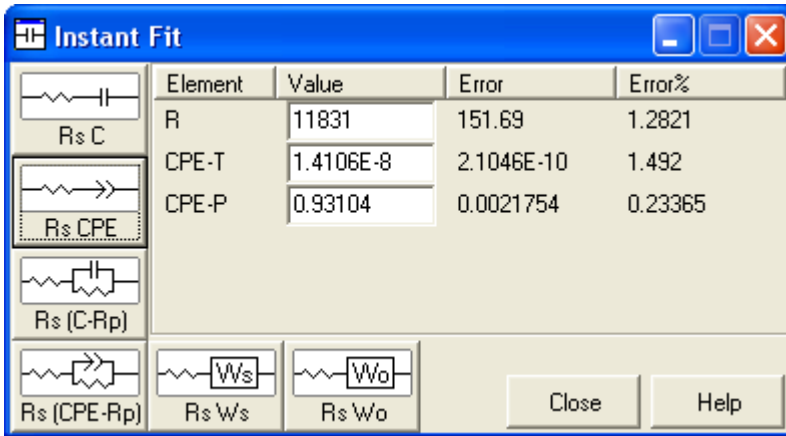 Instant Fit
Element Value Error Error%
R 11831 151.69 1.2821
CPE-T 1.4106E-8 2.1046E-10 1.492
CPE-P 0.93104 0.0021754 0.23365
Rs C
Rs CPE
Rs (C-Rp)
Rs (CPE-Rp)
Ws
Rs Ws
Wo
Rs Wo
Close
Help